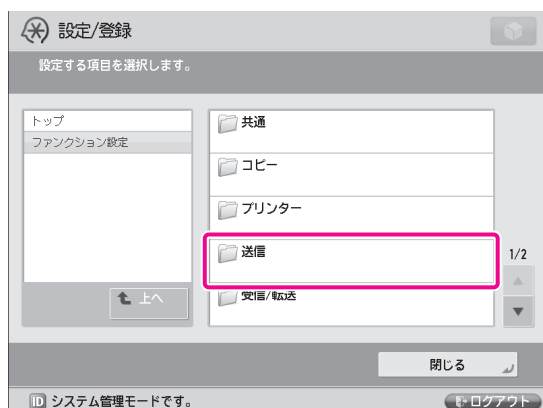 設定/登録
設定する項目を選択します。
トップ
ファンクション設定
上へ
共通
コピー
プリンター
送信
受信/転送
1/2
閉じる
ID システム管理モードです。
ログアウト